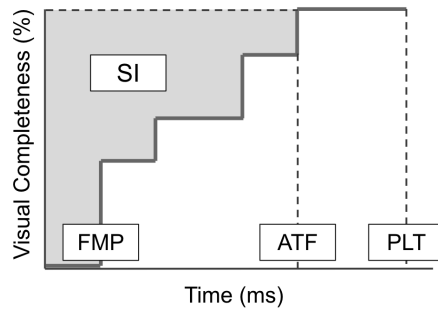 Visual Completeness (%)
SI
FMP
ATF
PLT
Time (ms)